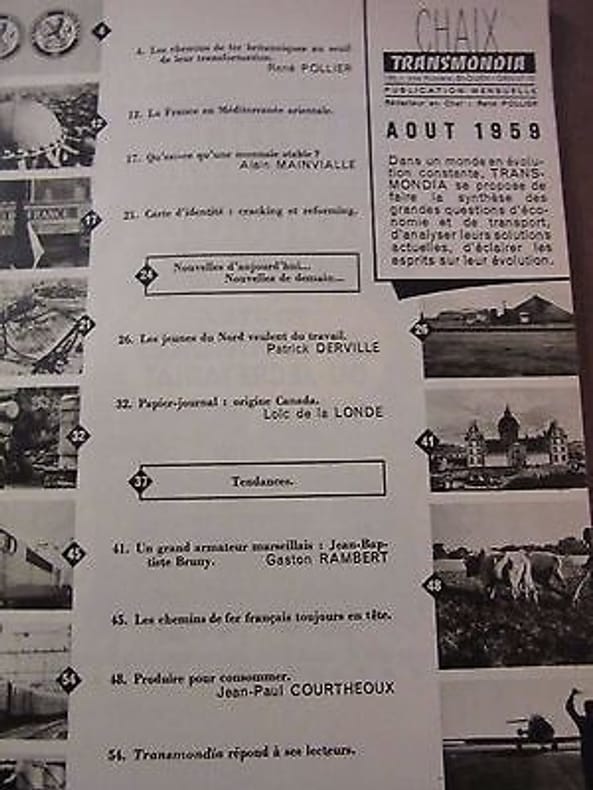 4. Les chemins de fer britanniques au seuil
de leur transformation.
René POLLIER
12. La France en Méditerranée orientale.
17. Qu'est-ce qu'une monnaie stable ?
Alain MAINVIALLE
21. Carte d'identité : cracking et reforming.
24
Nouvelles d'aujourd'hui...
Nouvelles de demain...
26. Les jeunes du Nord veulent du travail.
Patrick DERVILLE
32. Papier-journal : origine Canada.
Loïc de la LONDE
37
Tendances.
41. Un grand armateur marseillais : Jean-Bap-
tiste Bruny. Gaston RAMBERT
45. Les chemins de fer français toujours en tête.
48. Produire pour consommer.
Jean-Paul COURTHEOUX
54. Transmondia répond à ses lecteurs.
CHAIX
TRANSMONDIA
PUBLICATION MENSUELLE
Rédacteur en Chef : René POLLIER
AOUT 1959
Dans un monde en évolu-
tion constante, TRANS-
MONDIA se propose de
faire la synthèse des
grandes questions d'éco-
nomie et de transport,
d'analyser leurs solutions
actuelles, d'éclairer les
esprits sur leur évolution.
4
12
17
FRANCE
21
32
45
54
26
41
48